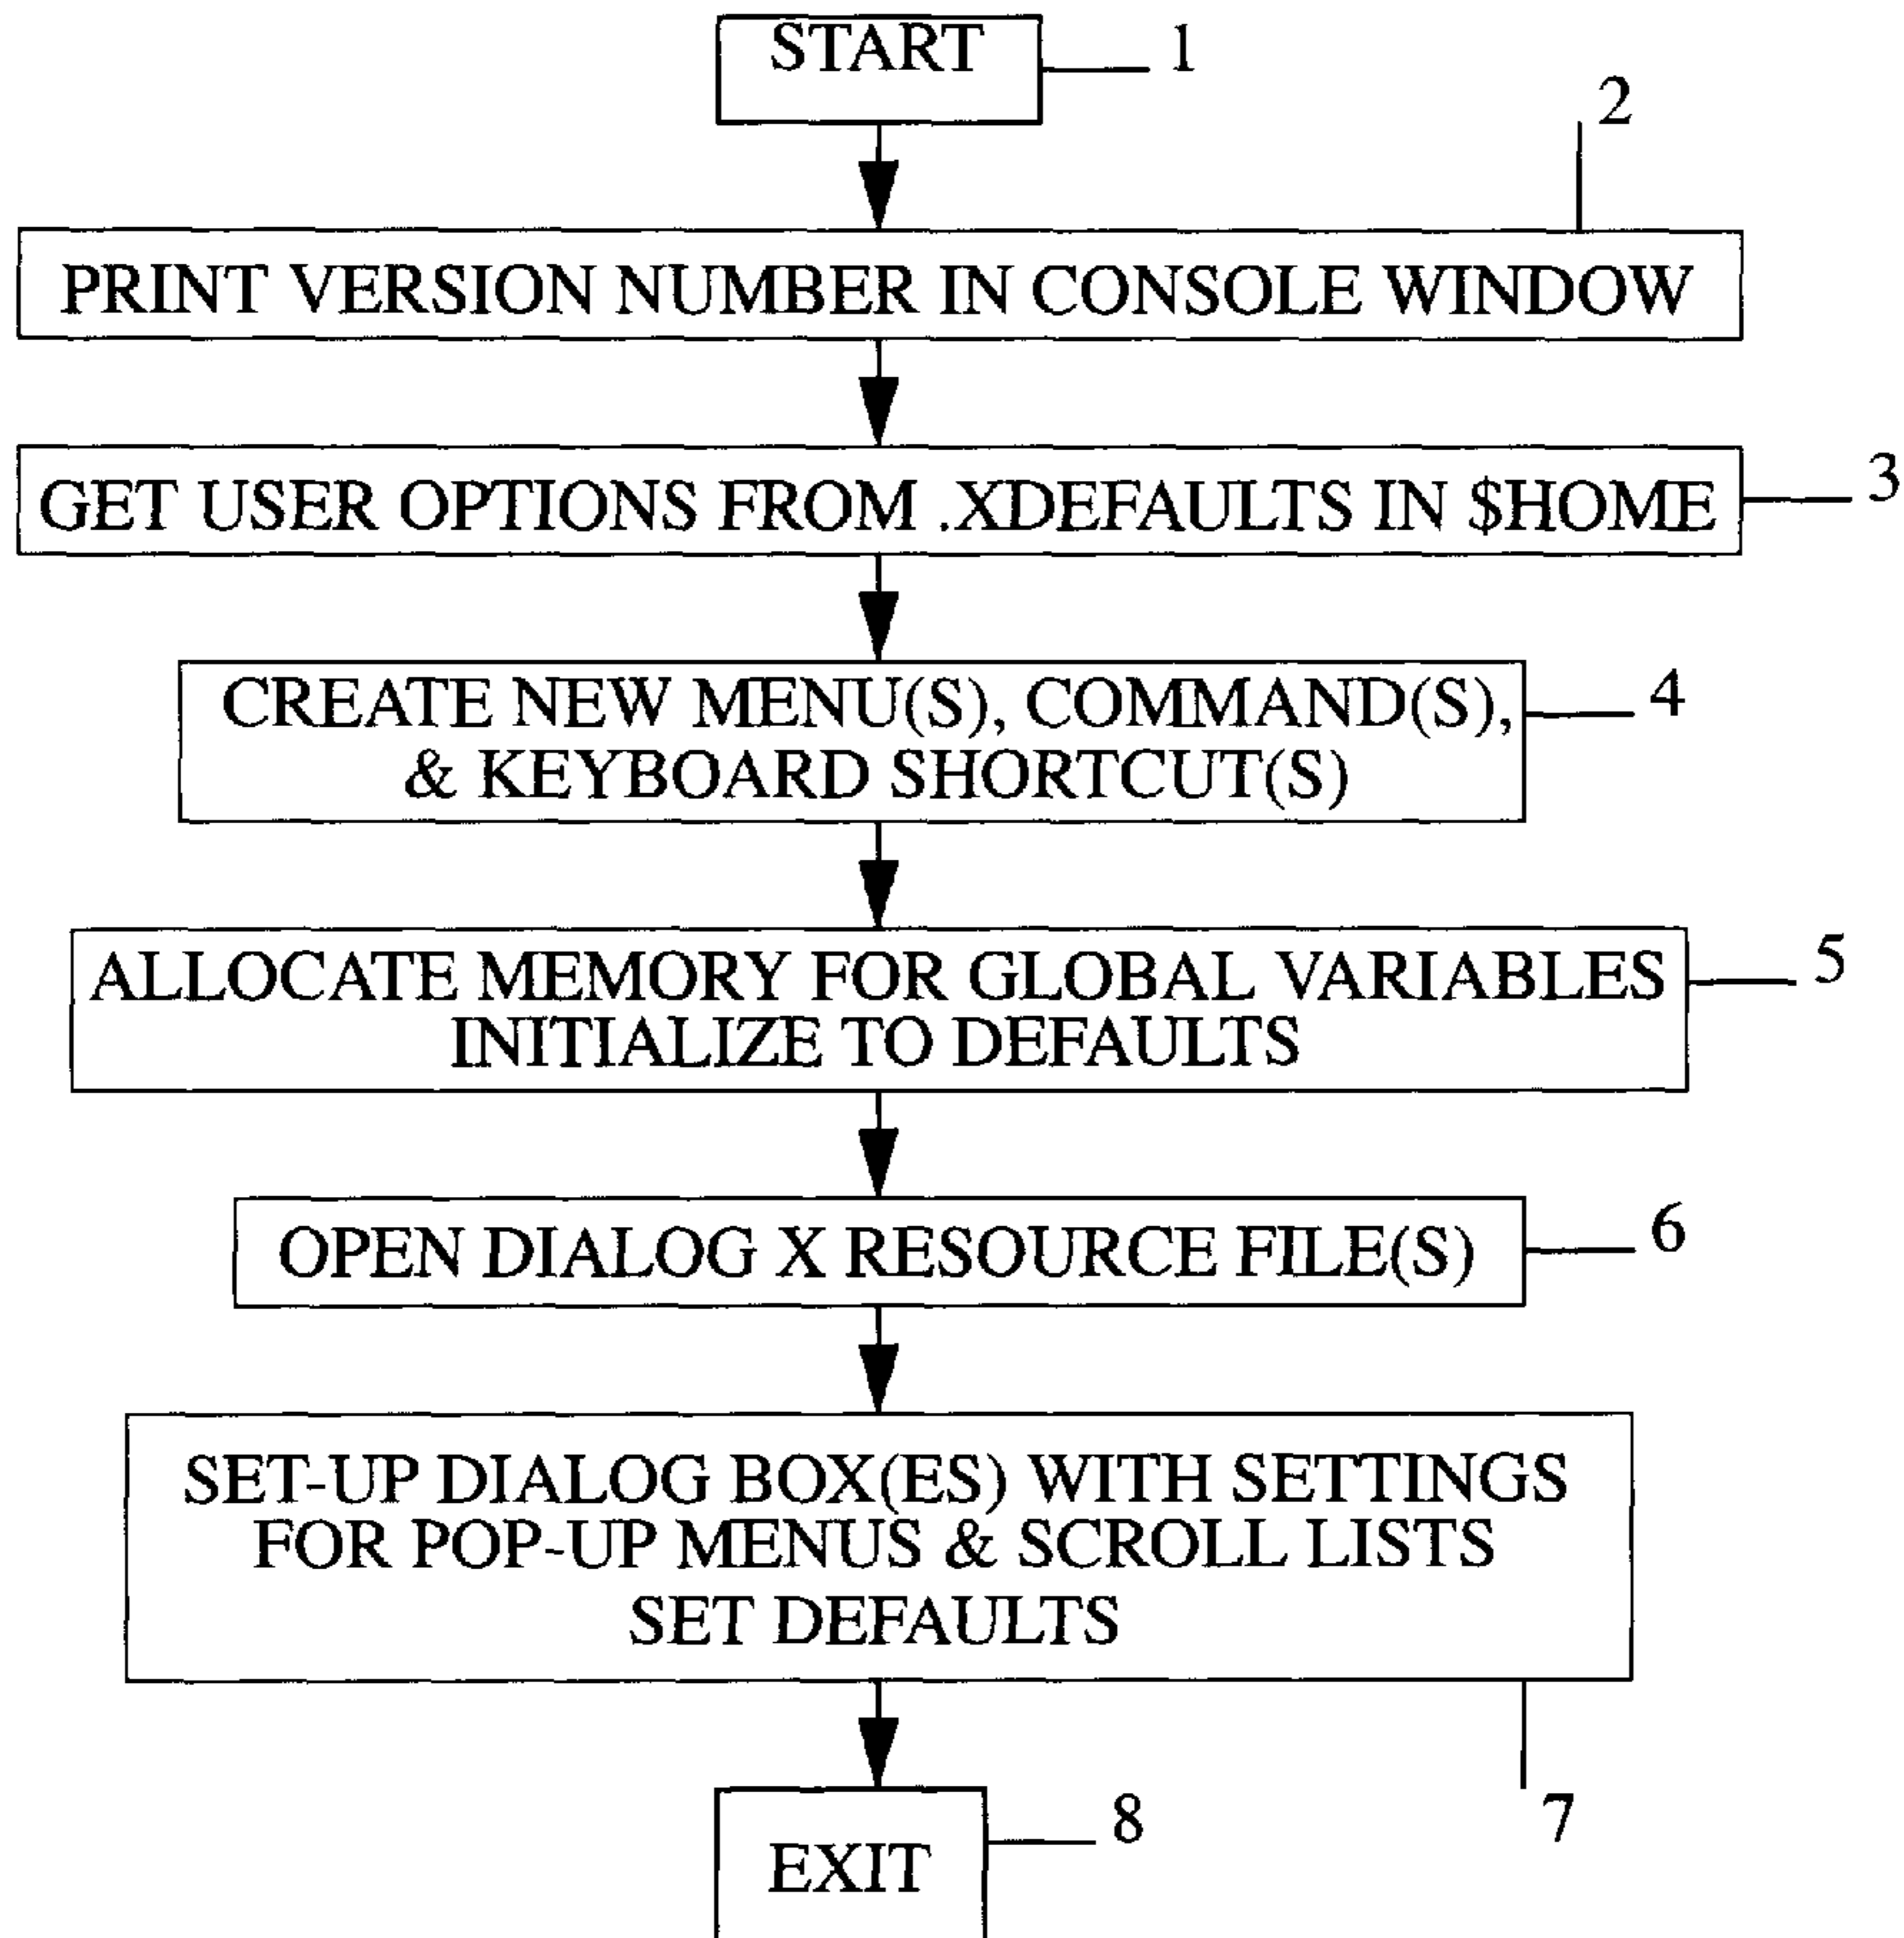 START
1
2
PRINT VERSION NUMBER IN CONSOLE WINDOW
GET USER OPTIONS FROM .XDEFAULTS IN $HOME
3
CREATE NEW MENU(S), COMMAND(S),
& KEYBOARD SHORTCUT(S)
4
ALLOCATE MEMORY FOR GLOBAL VARIABLES
INITIALIZE TO DEFAULTS
5
OPEN DIALOG X RESOURCE FILE(S)
6
SET-UP DIALOG BOX(ES) WITH SETTINGS
FOR POP-UP MENUS & SCROLL LISTS
SET DEFAULTS
7
EXIT
8